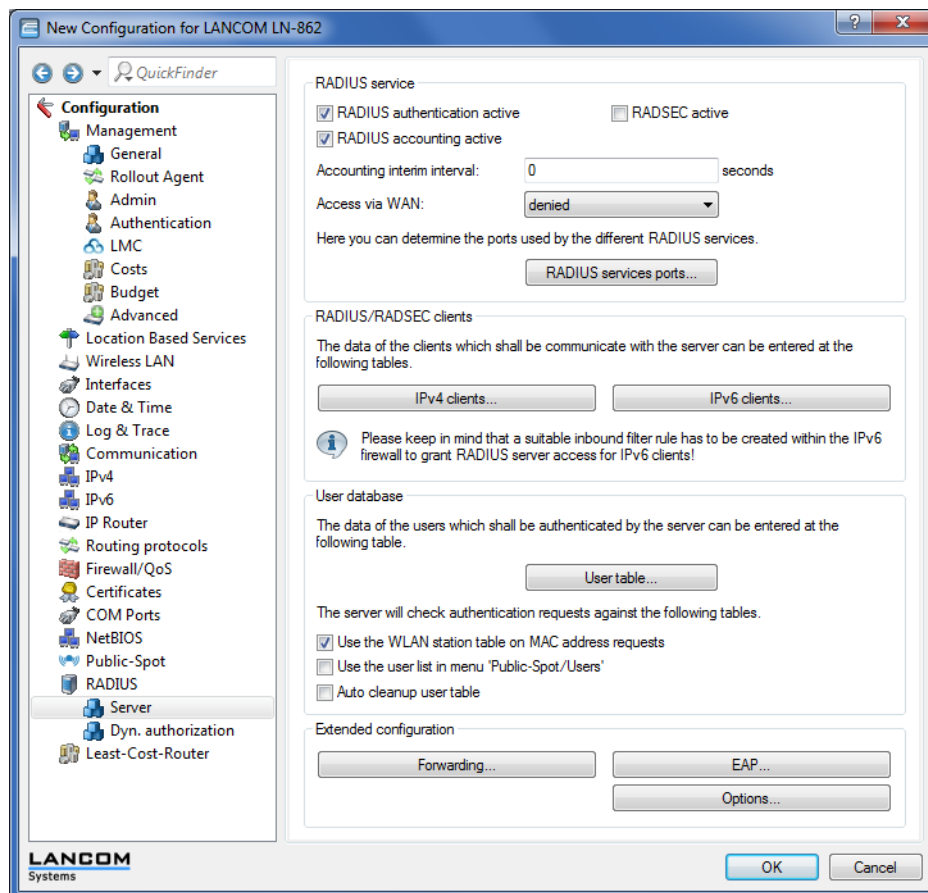 New Configuration for LANCOM LN-862
QuickFinder
Configuration
Management
General
Rollout Agent
Admin
Authentication
LMC
Costs
Budget
Advanced
Location Based Services
Wireless LAN
Interfaces
Date & Time
Log & Trace
Communication
IPv4
IPv6
IP Router
Routing protocols
Firewall/QoS
Certificates
COM Ports
NetBIOS
Public-Spot
RADIUS
Server
Dyn. authorization
Least-Cost-Router
RADIUS service
RADIUS authentication active RADSEC active
RADIUS accounting active
Accounting interim interval: 0 seconds
Access via WAN: denied
Here you can determine the ports used by the different RADIUS services.
RADIUS services ports...
RADIUS/RADSEC clients
The data of the clients which shall be communicate with the server can be entered at the
following tables.
IPv4 clients... IPv6 clients...
Please keep in mind that a suitable inbound filter rule has to be created within the IPv6
firewall to grant RADIUS server access for IPv6 clients!
User database
The data of the users which shall be authenticated by the server can be entered at the
following table.
User table...
The server will check authentication requests against the following tables.
Use the WLAN station table on MAC address requests
Use the user list in menu 'Public-Spot/Users'
Auto cleanup user table
Extended configuration
Forwarding... EAP...
Options...
LANCOM
Systems
OK Cancel